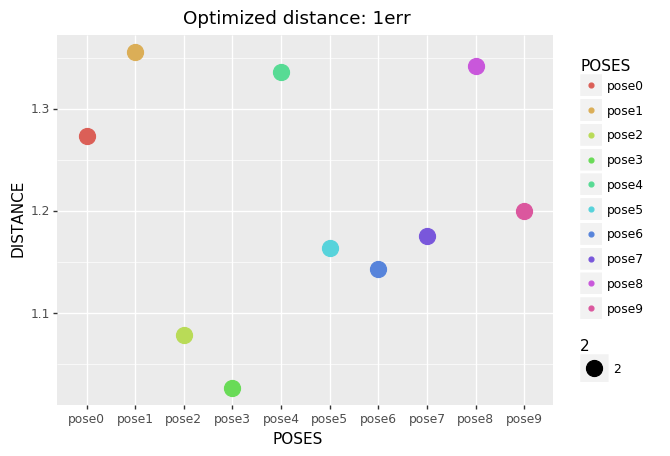 Optimized distance: 1err
DISTANCE
1.3
1.2
1.1
pose0 pose1 pose2 pose3 pose4 pose5 pose6 pose7 pose8 pose9
POSES
POSES
pose0
pose1
pose2
pose3
pose4
pose5
pose6
pose7
pose8
pose9
2
2